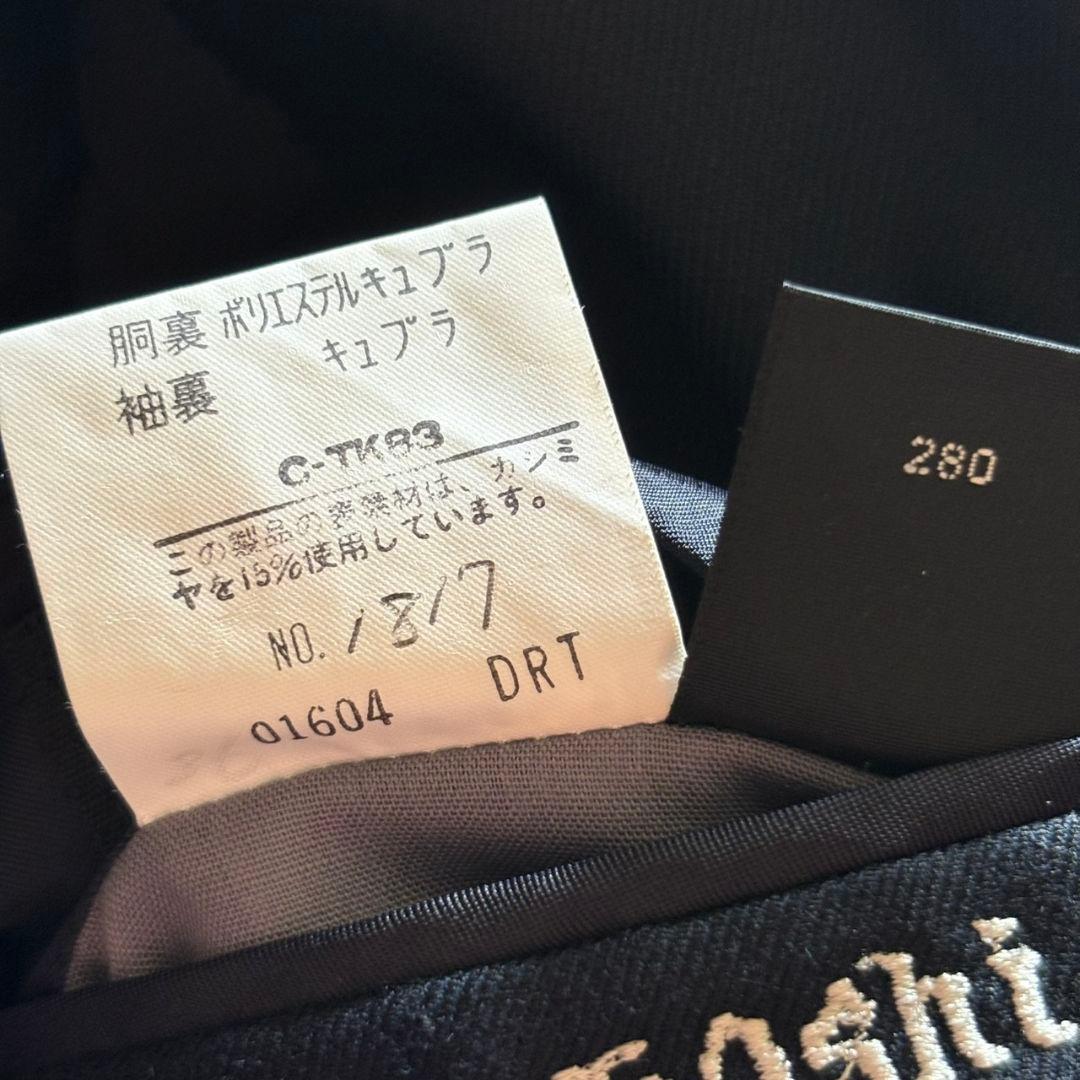 胴裏 ポリエステルキュプラ
袖裏 キュプラ
C-TK83
この製品の表素材は、カシミ
ヤを15%使用しています。
NO. 1817
01604 DRT
280
oshi